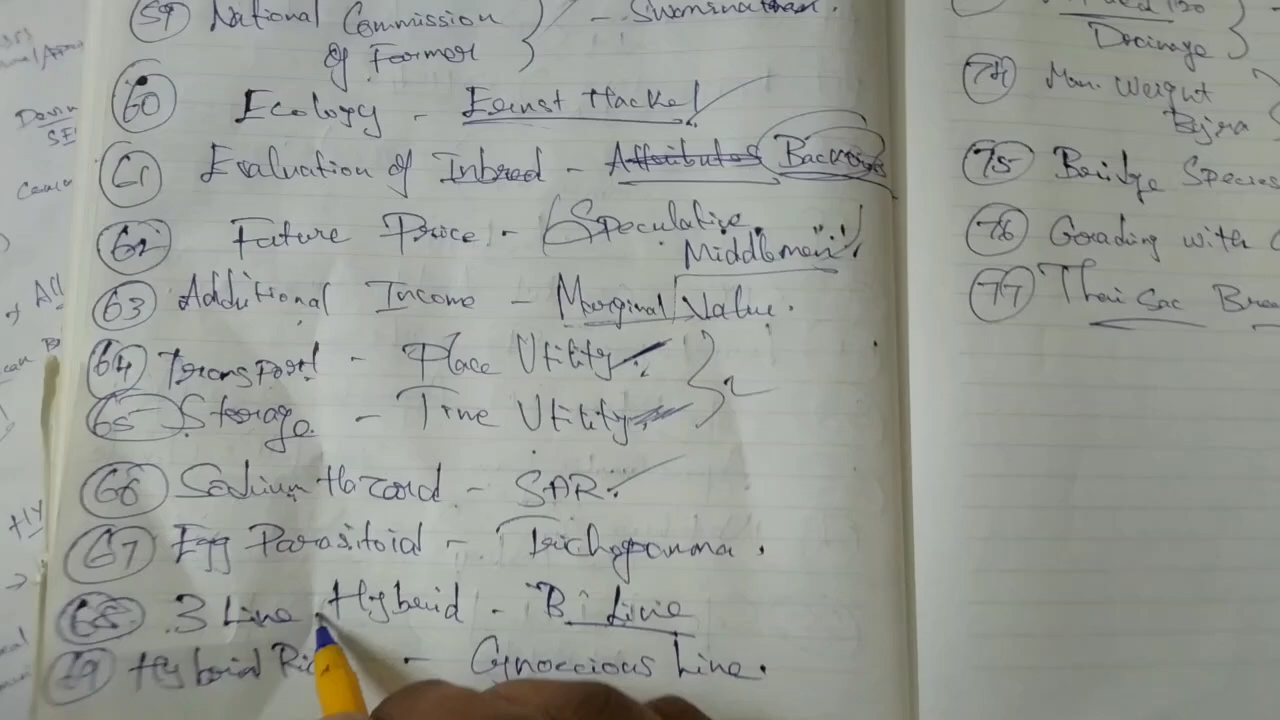 59 National Commission } - Swaminathan.
of Farmer
60 Ecology - Ernst Hackel
61 Evaluation of Inbred - Attributes Backcross
62 Future Price - (Speculative
Middlemen)
63 Additional Income - Marginal Value.
64 Transport - Place Utility
65 Storage - Time Utility
66 Sodium Hazard - SAR
67 Egg Parasitoid - Trichogramma.
68 3 Line Hybrid - B Line
69 Hybrid - Gynoecious Line.
Drainage
74 Man. Weight
Bajra
75 Bridge Species
76 Grading with
77 Thai Sac